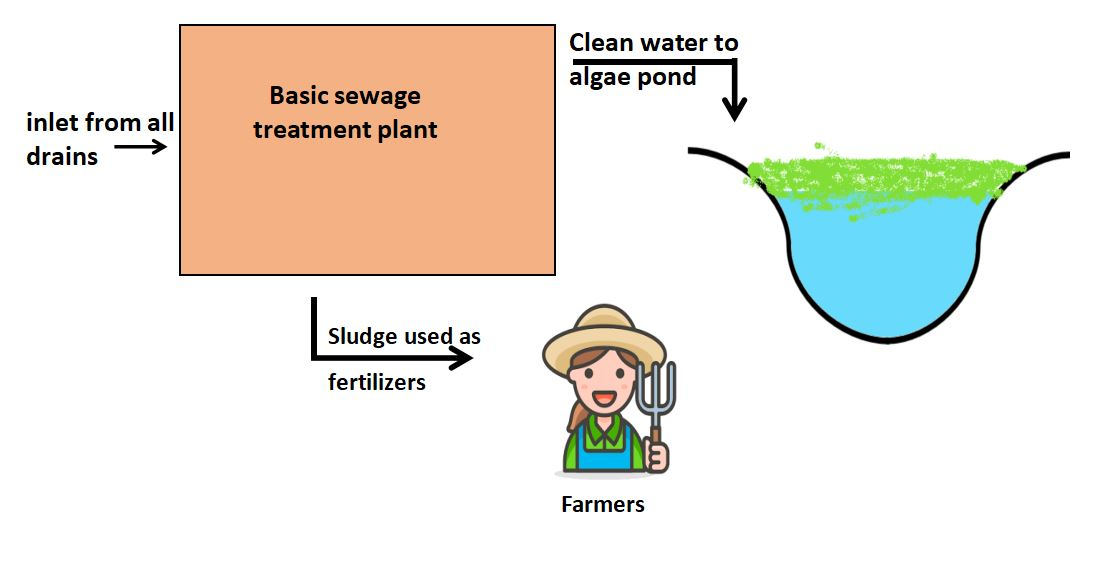 inlet from all
drains
Basic sewage
treatment plant
Clean water to
algae pond
Sludge used as
fertilizers
Farmers